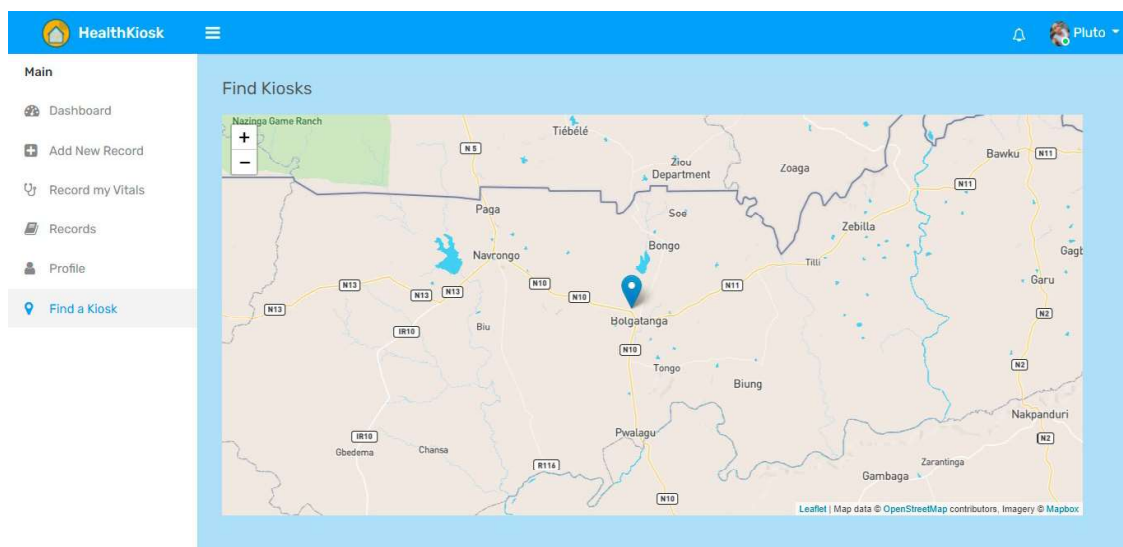 HealthKiosk
Pluto
Main
Dashboard
Add New Record
Record my Vitals
Records
Profile
Find a Kiosk
Find Kiosks
Nazinga Game Ranch
+
−
Tiébélé
N5
Ziou
Department
Zoaga
Bawku
N11
N11
Paga
Soe
Zebilla
Bongo
Navrongo
Tilli
Garu
N13
N13
N13
N10
N10
N11
N13
N2
Bolgatanga
Biu
IR10
N10
Tongo
N2
Biung
Nakpanduri
Pwalagu
IR10
N2
Gbedema
Chansa
R116
Zarantinga
Gambaga
N10
Leaflet | Map data © OpenStreetMap contributors, Imagery © Mapbox